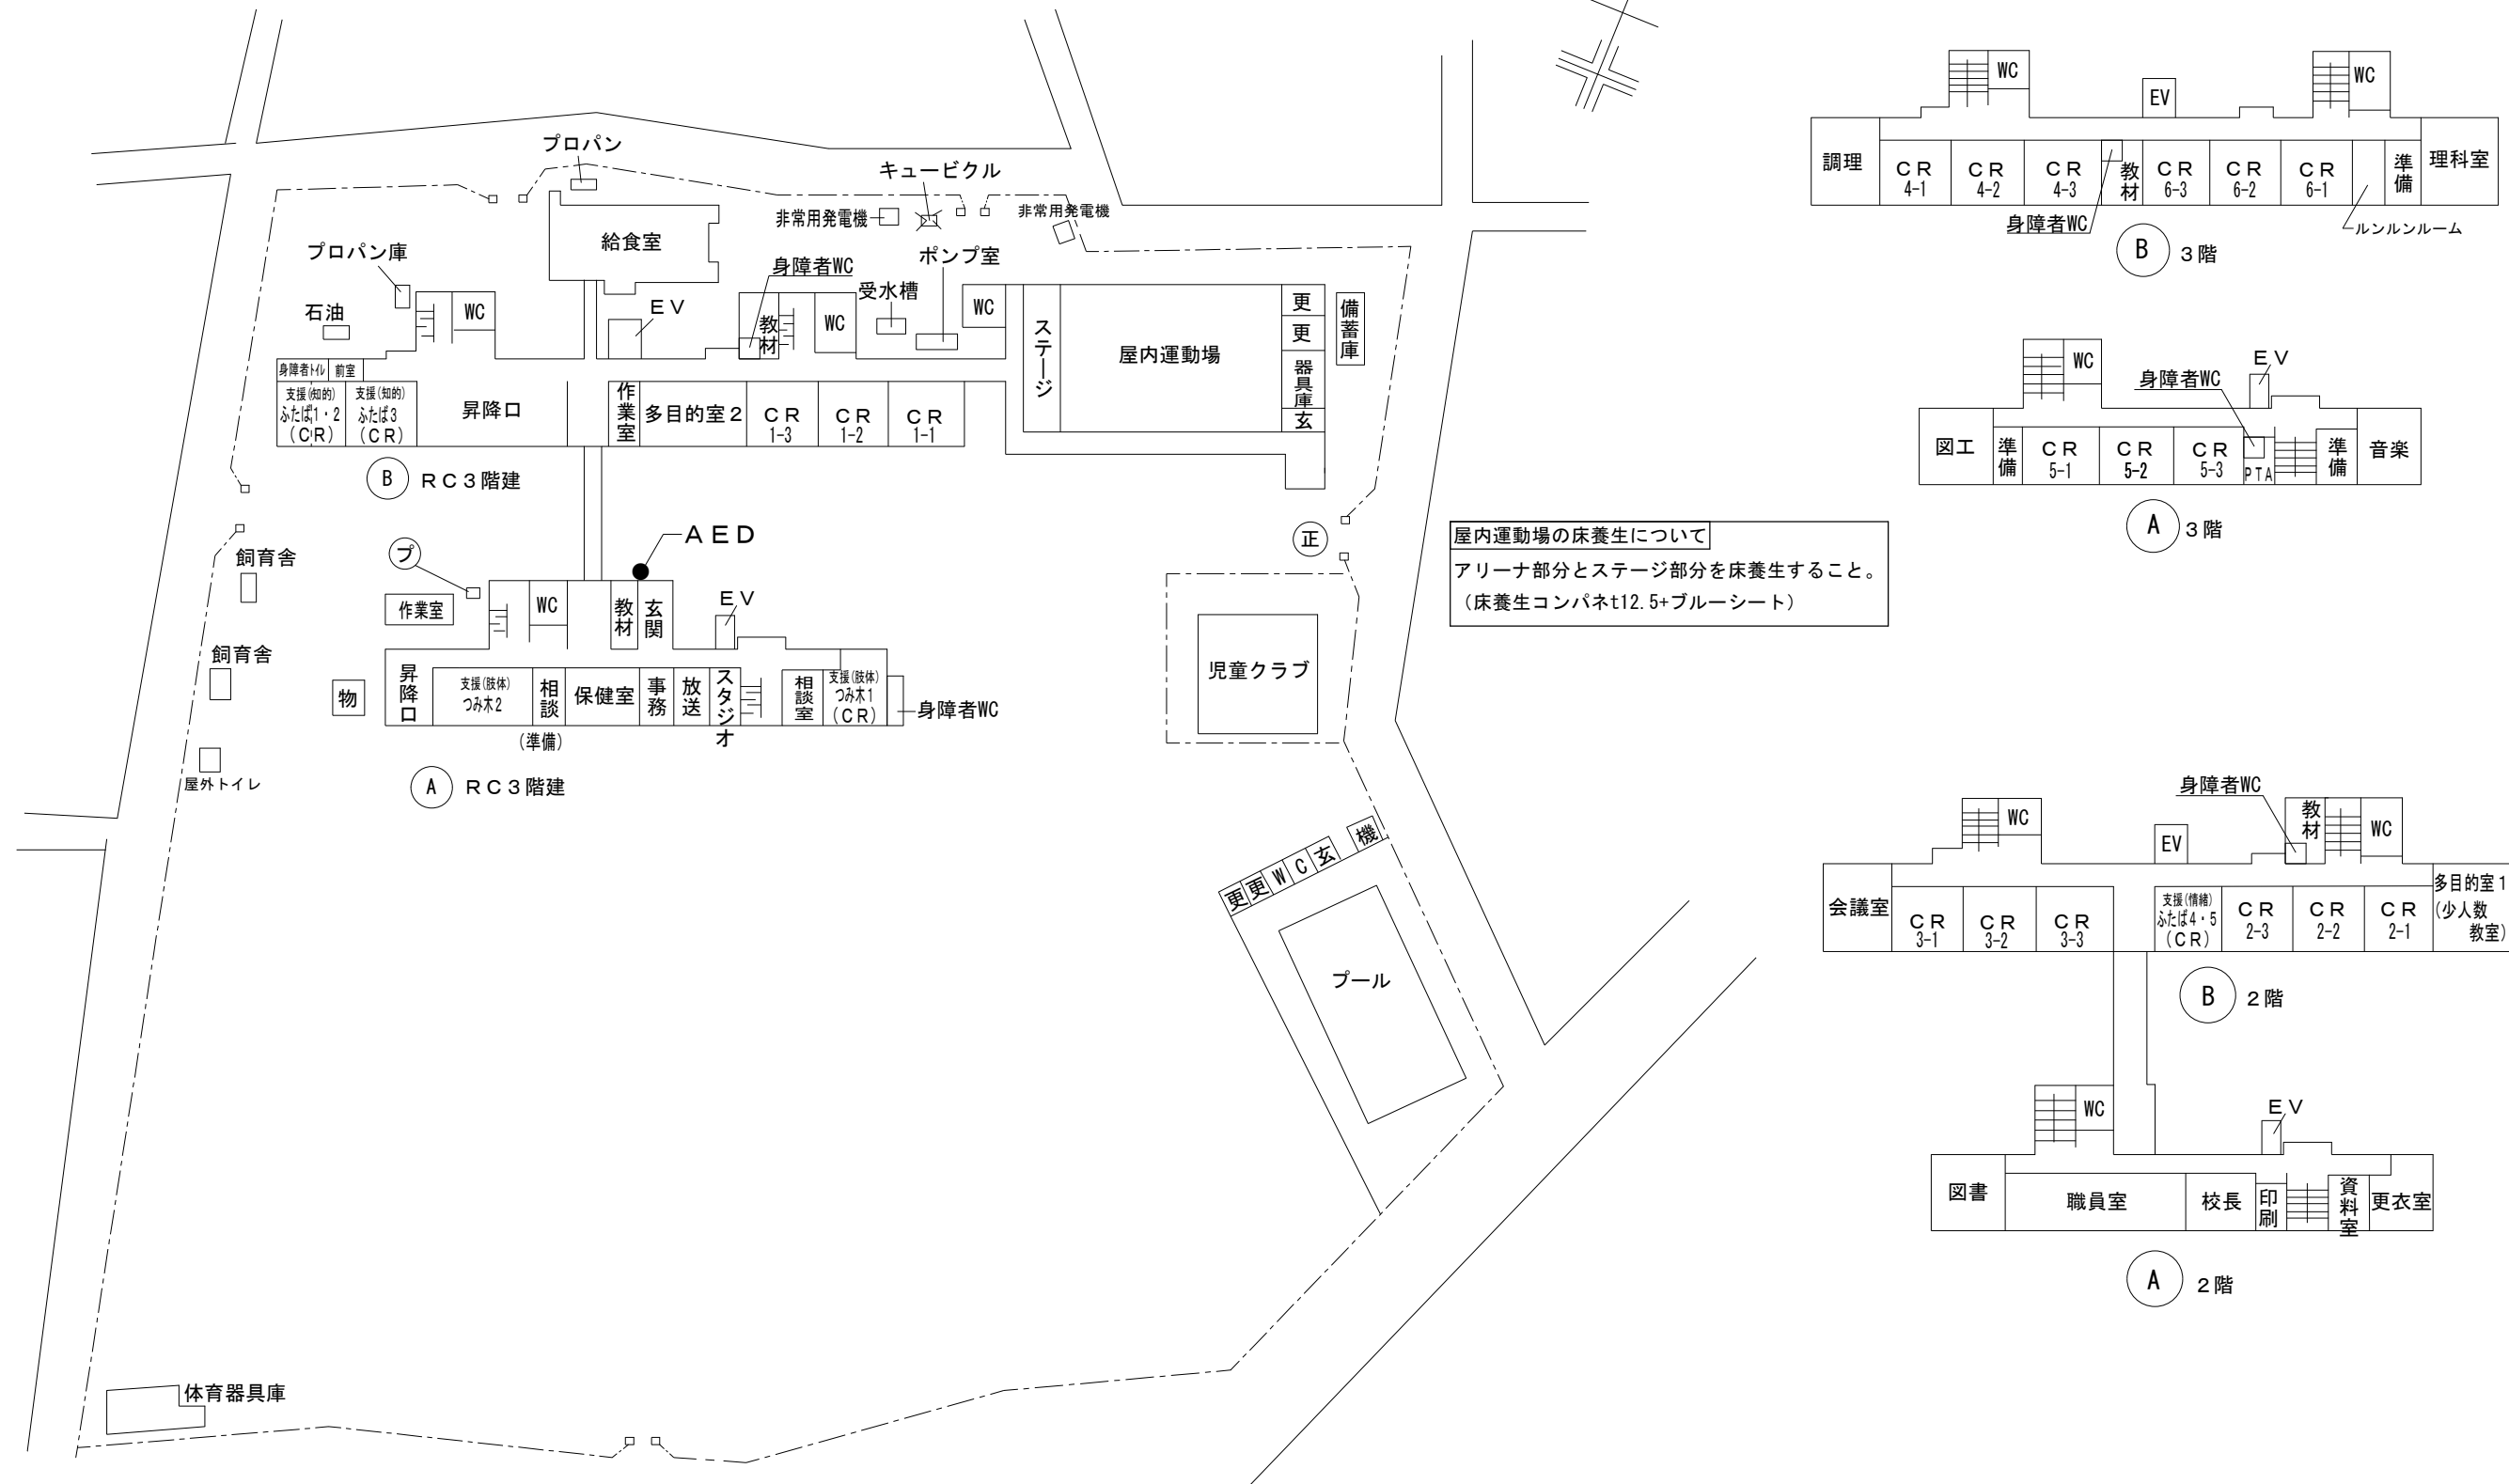 プロパン
キュービクル
非常用発電機
非常用発電機
給食室
プロパン庫
身障者WC
ポンプ室
受水槽
石油
WC
EV
教材
WC
WC
ステージ
屋内運動場
更
更
器具庫
玄
備蓄庫
身障者トイレ
前室
支援(知的)
ふたば1・2
(CR)
支援(知的)
ふたば3
(CR)
昇降口
作業室
多目的室2
CR
1-3
CR
1-2
CR
1-1
B RC3階建
AED
プ
正
飼育舎
作業室
WC
教材
玄関
EV
飼育舎
物
昇降口
支援(肢体)
つみ木2
相談
保健室
(準備)
事務
放送
スタジオ
相談室
支援(肢体)
つみ木1
(CR)
身障者WC
屋外トイレ
A RC3階建
児童クラブ
更
更
W
C
玄
機
プール
体育器具庫
屋内運動場の床養生について
アリーナ部分とステージ部分を床養生すること。
(床養生コンパネt12.5+ブルーシート)
WC
EV
WC
調理
CR
4-1
CR
4-2
CR
4-3
教材
CR
6-3
CR
6-2
CR
6-1
準備
理科室
身障者WC
ルンルンルーム
B 3階
WC
EV
身障者WC
図工
準備
CR
5-1
CR
5-2
CR
5-3
PTA
準備
音楽
A 3階
身障者WC
WC
EV
教材
WC
会議室
CR
3-1
CR
3-2
CR
3-3
支援(情緒)
ふたば4・5
(CR)
CR
2-3
CR
2-2
CR
2-1
多目的室1
(少人数
教室)
B 2階
WC
EV
図書
職員室
校長
印刷
資料室
更衣室
A 2階